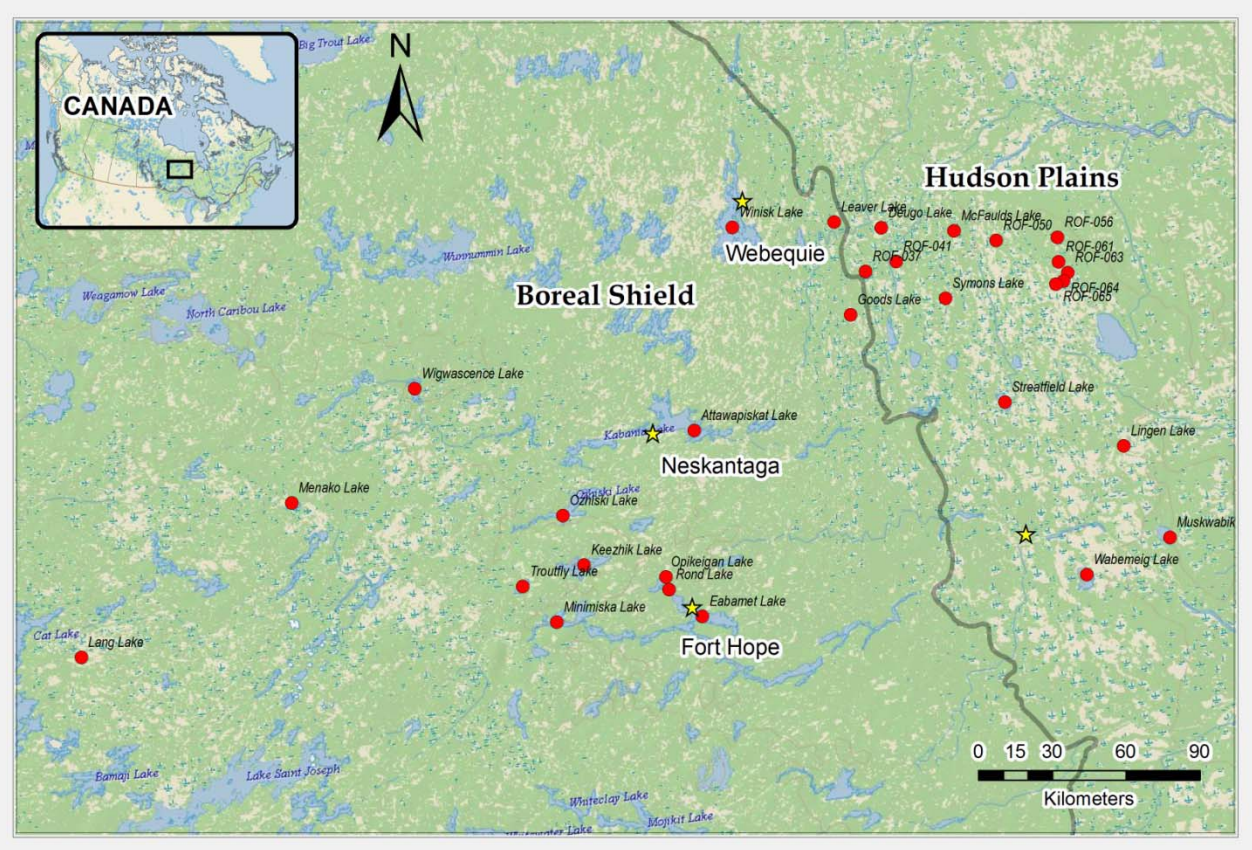 Big Trout Lake
N
CANADA
Hudson Plains
Winisk Lake
Leaver Lake
Deugo Lake
McFaulds Lake
ROF-050
ROF-056
ROF-041
ROF-061
Webequie
ROF-037
ROF-063
Wunnummin Lake
Symons Lake
ROF-064
ROF-065
Weagamow Lake
North Caribou Lake
Boreal Shield
Goods Lake
Wigwascence Lake
Streatfield Lake
Attawapiskat Lake
Lingen Lake
Neskantaga
Menako Lake
Ozhiski Lake
Muskwabik
Keezhik Lake
Opikeigan Lake
Wabemeig Lake
Troutfly Lake
Rond Lake
Minimiska Lake
Eabamet Lake
Cat Lake
Lang Lake
Fort Hope
0 15 30 60 90
Kilometers
Bamaji Lake
Lake Saint Joseph
Whiteclay Lake
Mojikit Lake